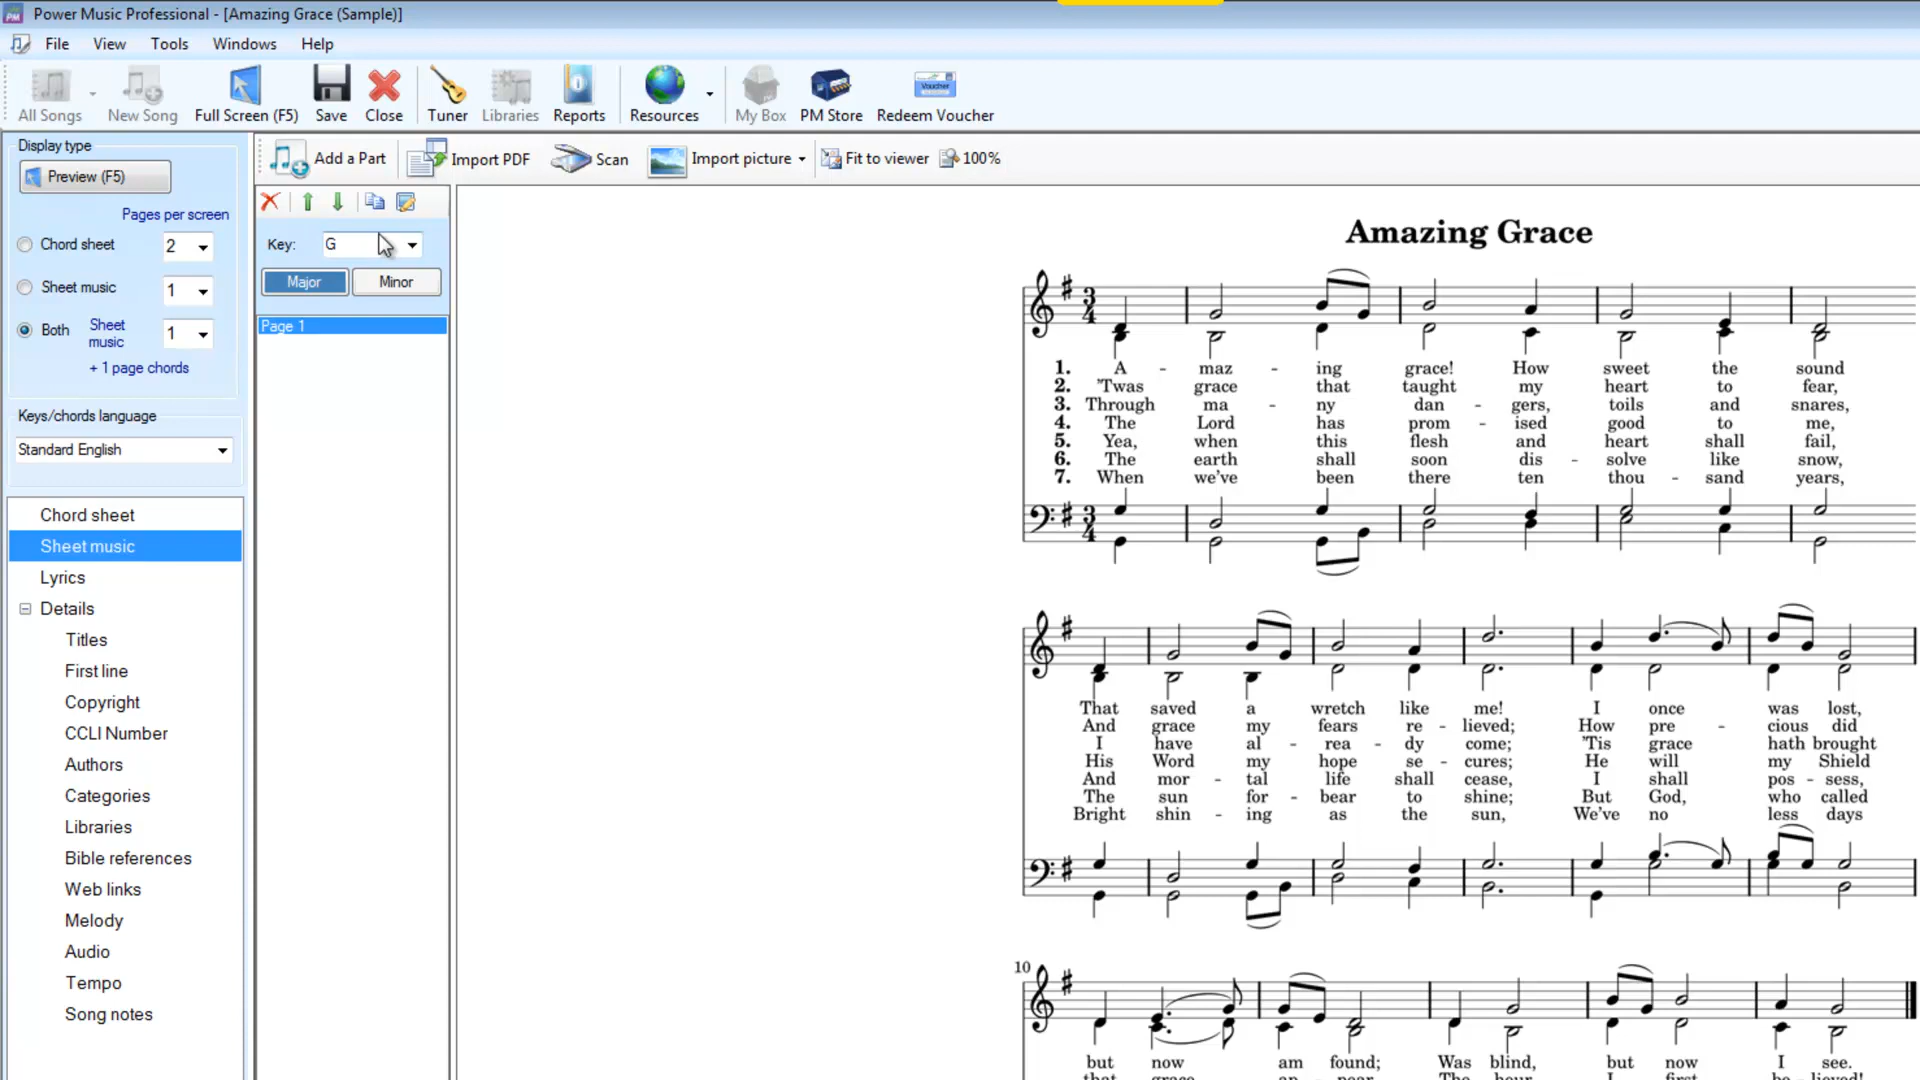 Power Music Professional - [Amazing Grace (Sample)]
File View Tools Windows Help
All Songs New Song Full Screen (F5) Save Close Tuner Libraries Reports Resources My Box PM Store Voucher Redeem Voucher
Display type
Preview (F5)
Pages per screen
Chord sheet 2
Sheet music 1
Both Sheet music 1
+ 1 page chords
Keys/chords language
Standard English
Chord sheet
Sheet music
Lyrics
Details
Titles
First line
Copyright
CCLI Number
Authors
Categories
Libraries
Bible references
Web links
Melody
Audio
Tempo
Song notes
Add a Part Import PDF Scan Import picture Fit to viewer 100%
Key: G
Major Minor
Page 1
Amazing Grace
3 4
1. A - maz - ing grace! How sweet the sound
2. 'Twas grace that taught my heart to fear,
3. Through ma - ny dan - gers, toils and snares,
4. The Lord has prom - ised good to me,
5. Yea, when this flesh and heart shall fail,
6. The earth shall soon dis - solve like snow,
7. When we've been there ten thou - sand years,
3 4
That saved a wretch like me! I once was lost,
And grace my fears re - lieved; How pre - cious did
I have al - rea - dy come; 'Tis grace hath brought
His Word my hope se - cures; He will my Shield
And mor - tal life shall cease, I shall pos - sess,
The sun for - bear to shine; But God, who called
Bright shin - ing as the sun, We've no less days
10
but now am found; Was blind, but now I see.